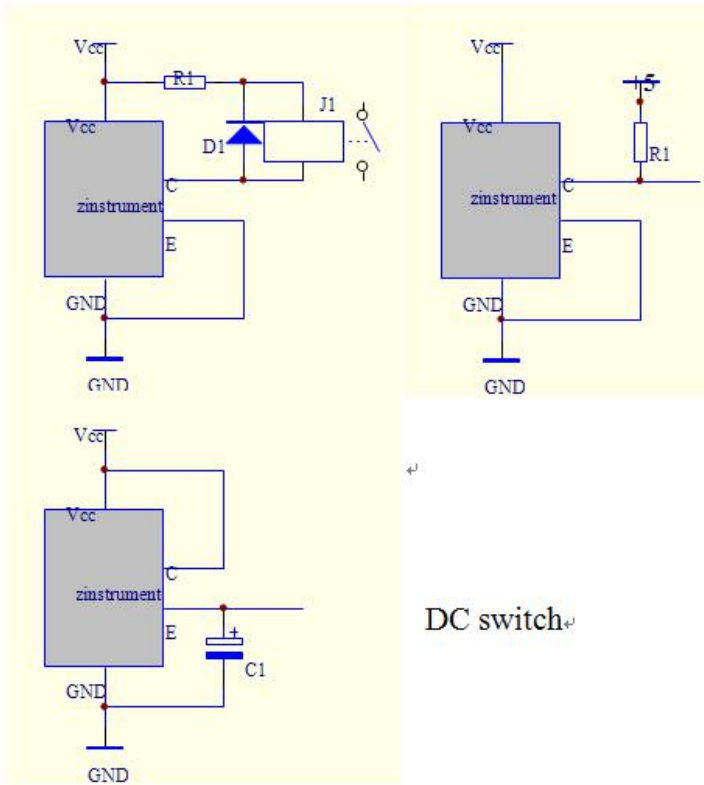 Vcc
R1
J1
Vcc
D1
C
zinstrument
E
GND
GND
Vcc
+5
Vcc
R1
C
zinstrument
E
GND
GND
Vcc
Vcc
C
zinstrument
+
E
C1
GND
GND
DC switch